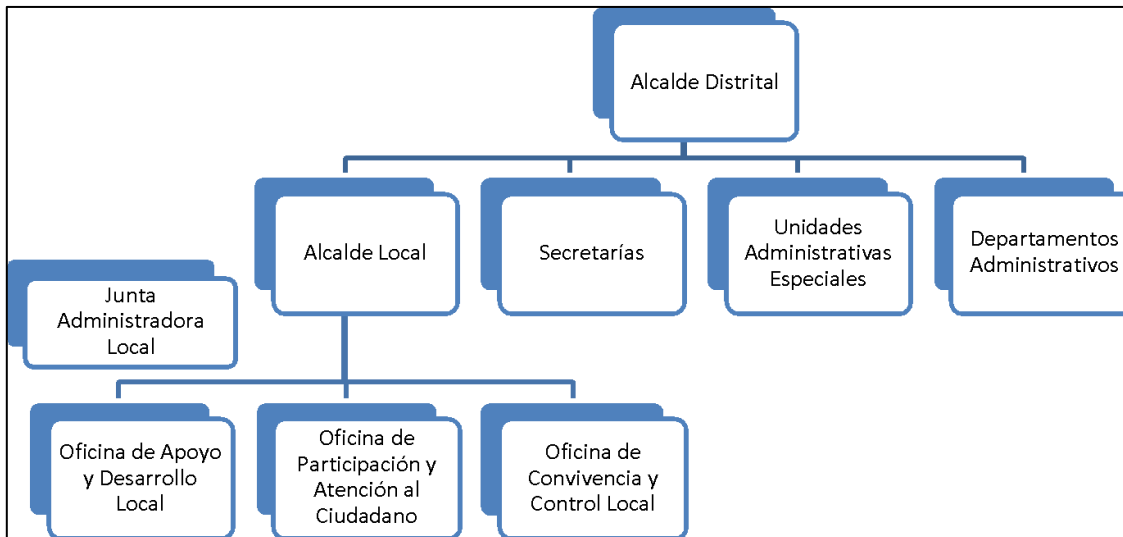 Alcalde Distrital
Alcalde Local
Secretarías
Unidades
Administrativas
Especiales
Departamentos
Administrativos
Junta
Administradora
Local
Oficina de Apoyo
y Desarrollo
Local
Oficina de
Participación y
Atención al
Ciudadano
Oficina de
Convivencia y
Control Local